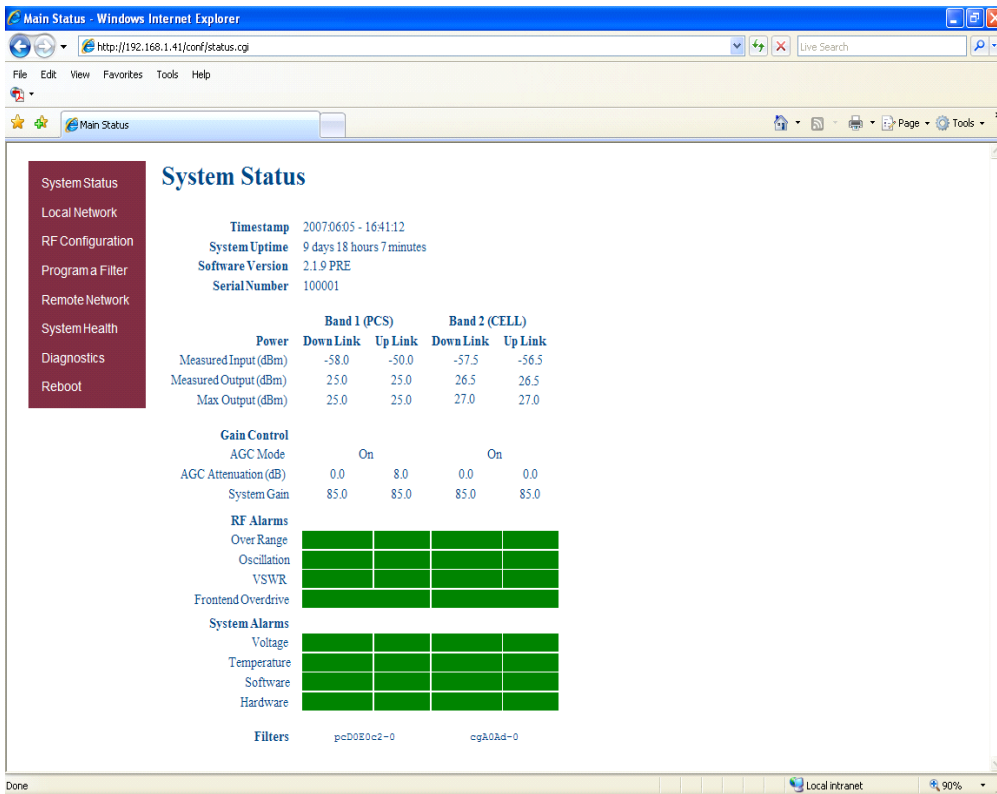 Main Status - Windows Internet Explorer
http://192.168.1.41/conf/status.cgi
Live Search
File Edit View Favorites Tools Help
Main Status
Page Tools
System Status
Local Network
RF Configuration
Program a Filter
Remote Network
System Health
Diagnostics
Reboot
System Status
Timestamp 2007:06:05 - 16:41:12
System Uptime 9 days 18 hours 7 minutes
Software Version 2.1.9 PRE
Serial Number 100001
Band 1 (PCS) Band 2 (CELL)
Power Down Link Up Link Down Link Up Link
Measured Input (dBm) -58.0 -50.0 -57.5 -56.5
Measured Output (dBm) 25.0 25.0 26.5 26.5
Max Output (dBm) 25.0 25.0 27.0 27.0
Gain Control
AGC Mode On On
AGC Attenuation (dB) 0.0 8.0 0.0 0.0
System Gain 85.0 85.0 85.0 85.0
RF Alarms
Over Range
Oscillation
VSWR
Frontend Overdrive
System Alarms
Voltage
Temperature
Software
Hardware
Filters pcD0E0c2-0 cgA0Ad-0
Done Local intranet 90%